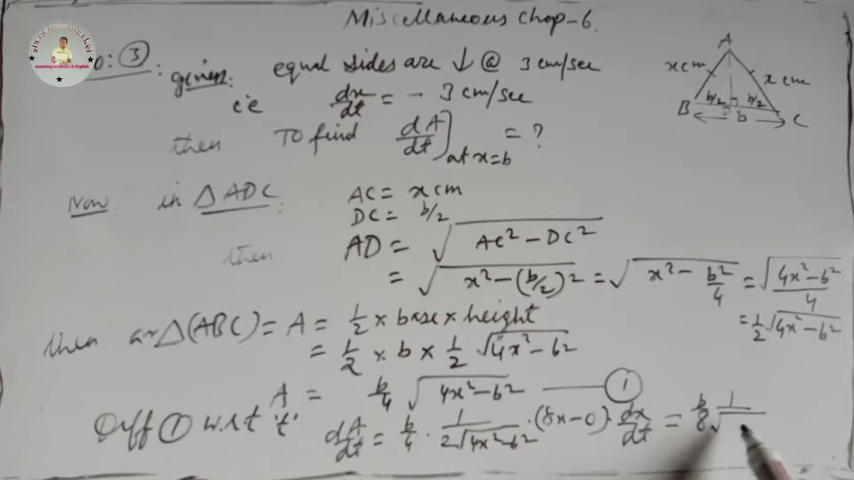 Miscellaneous Chap-6.
0: ③ : given: equal sides are ↓ @ 3 cm/sec
i.e dx/dt = - 3 cm/sec
then To find dA/dt] at x=b = ?
A
x cm x cm
B b/2 b/2 C
b
Now in △ADC: AC = x cm
DC = b/2
then AD = √(AC² - DC²)
= √(x² - (b/2)²) = √(x² - b²/4) = √((4x² - b²)/4)
= 1/2 √(4x² - b²)
then ar△(ABC) = A = 1/2 × base × height
= 1/2 × b × 1/2 √(4x² - b²)
A = b/4 √(4x² - b²) —— ①
Diff ① w.r.t 't' dA/dt = b/4 · 1/(2√(4x² - b²)) · (8x - 0) dx/dt = b/8 1/√